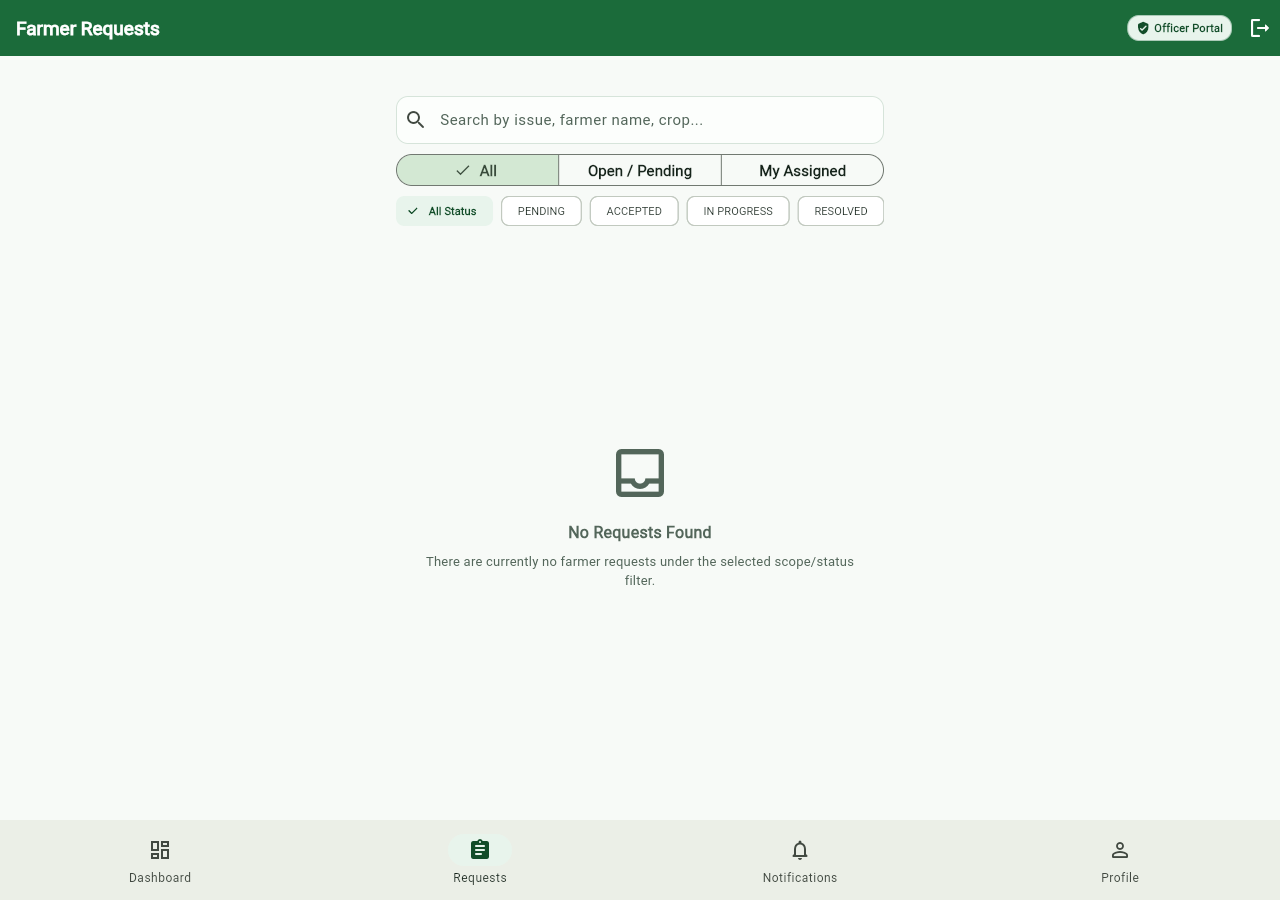 Farmer Requests
Officer Portal
Search by issue, farmer name, crop...
All
Open / Pending
My Assigned
All Status
PENDING
ACCEPTED
IN PROGRESS
RESOLVED
No Requests Found
There are currently no farmer requests under the selected scope/status
filter.
Dashboard
Requests
Notifications
Profile